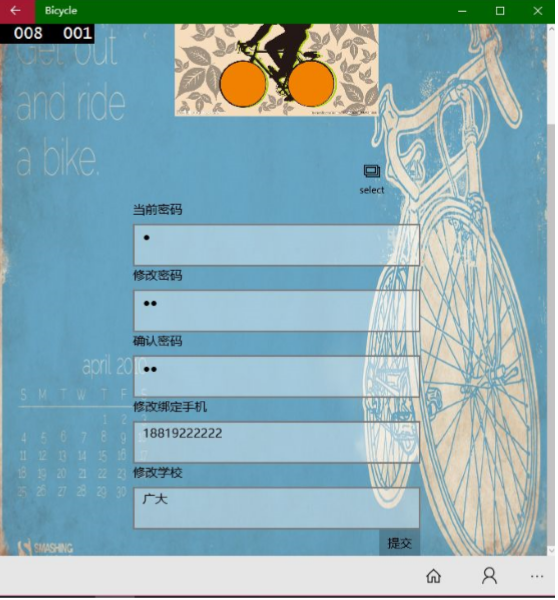 Bicycle
008 001
Get out
and ride
a bike.
select
当前密码
修改密码
确认密码
修改绑定手机
18819222222
修改学校
广大
提交
april 2010
S M T W T F S
1 2
4 5 6 7 8 9
11 12 13 14 15 16
18 19 20 21 22 23
25 26 27 28 29 30
SMASHING